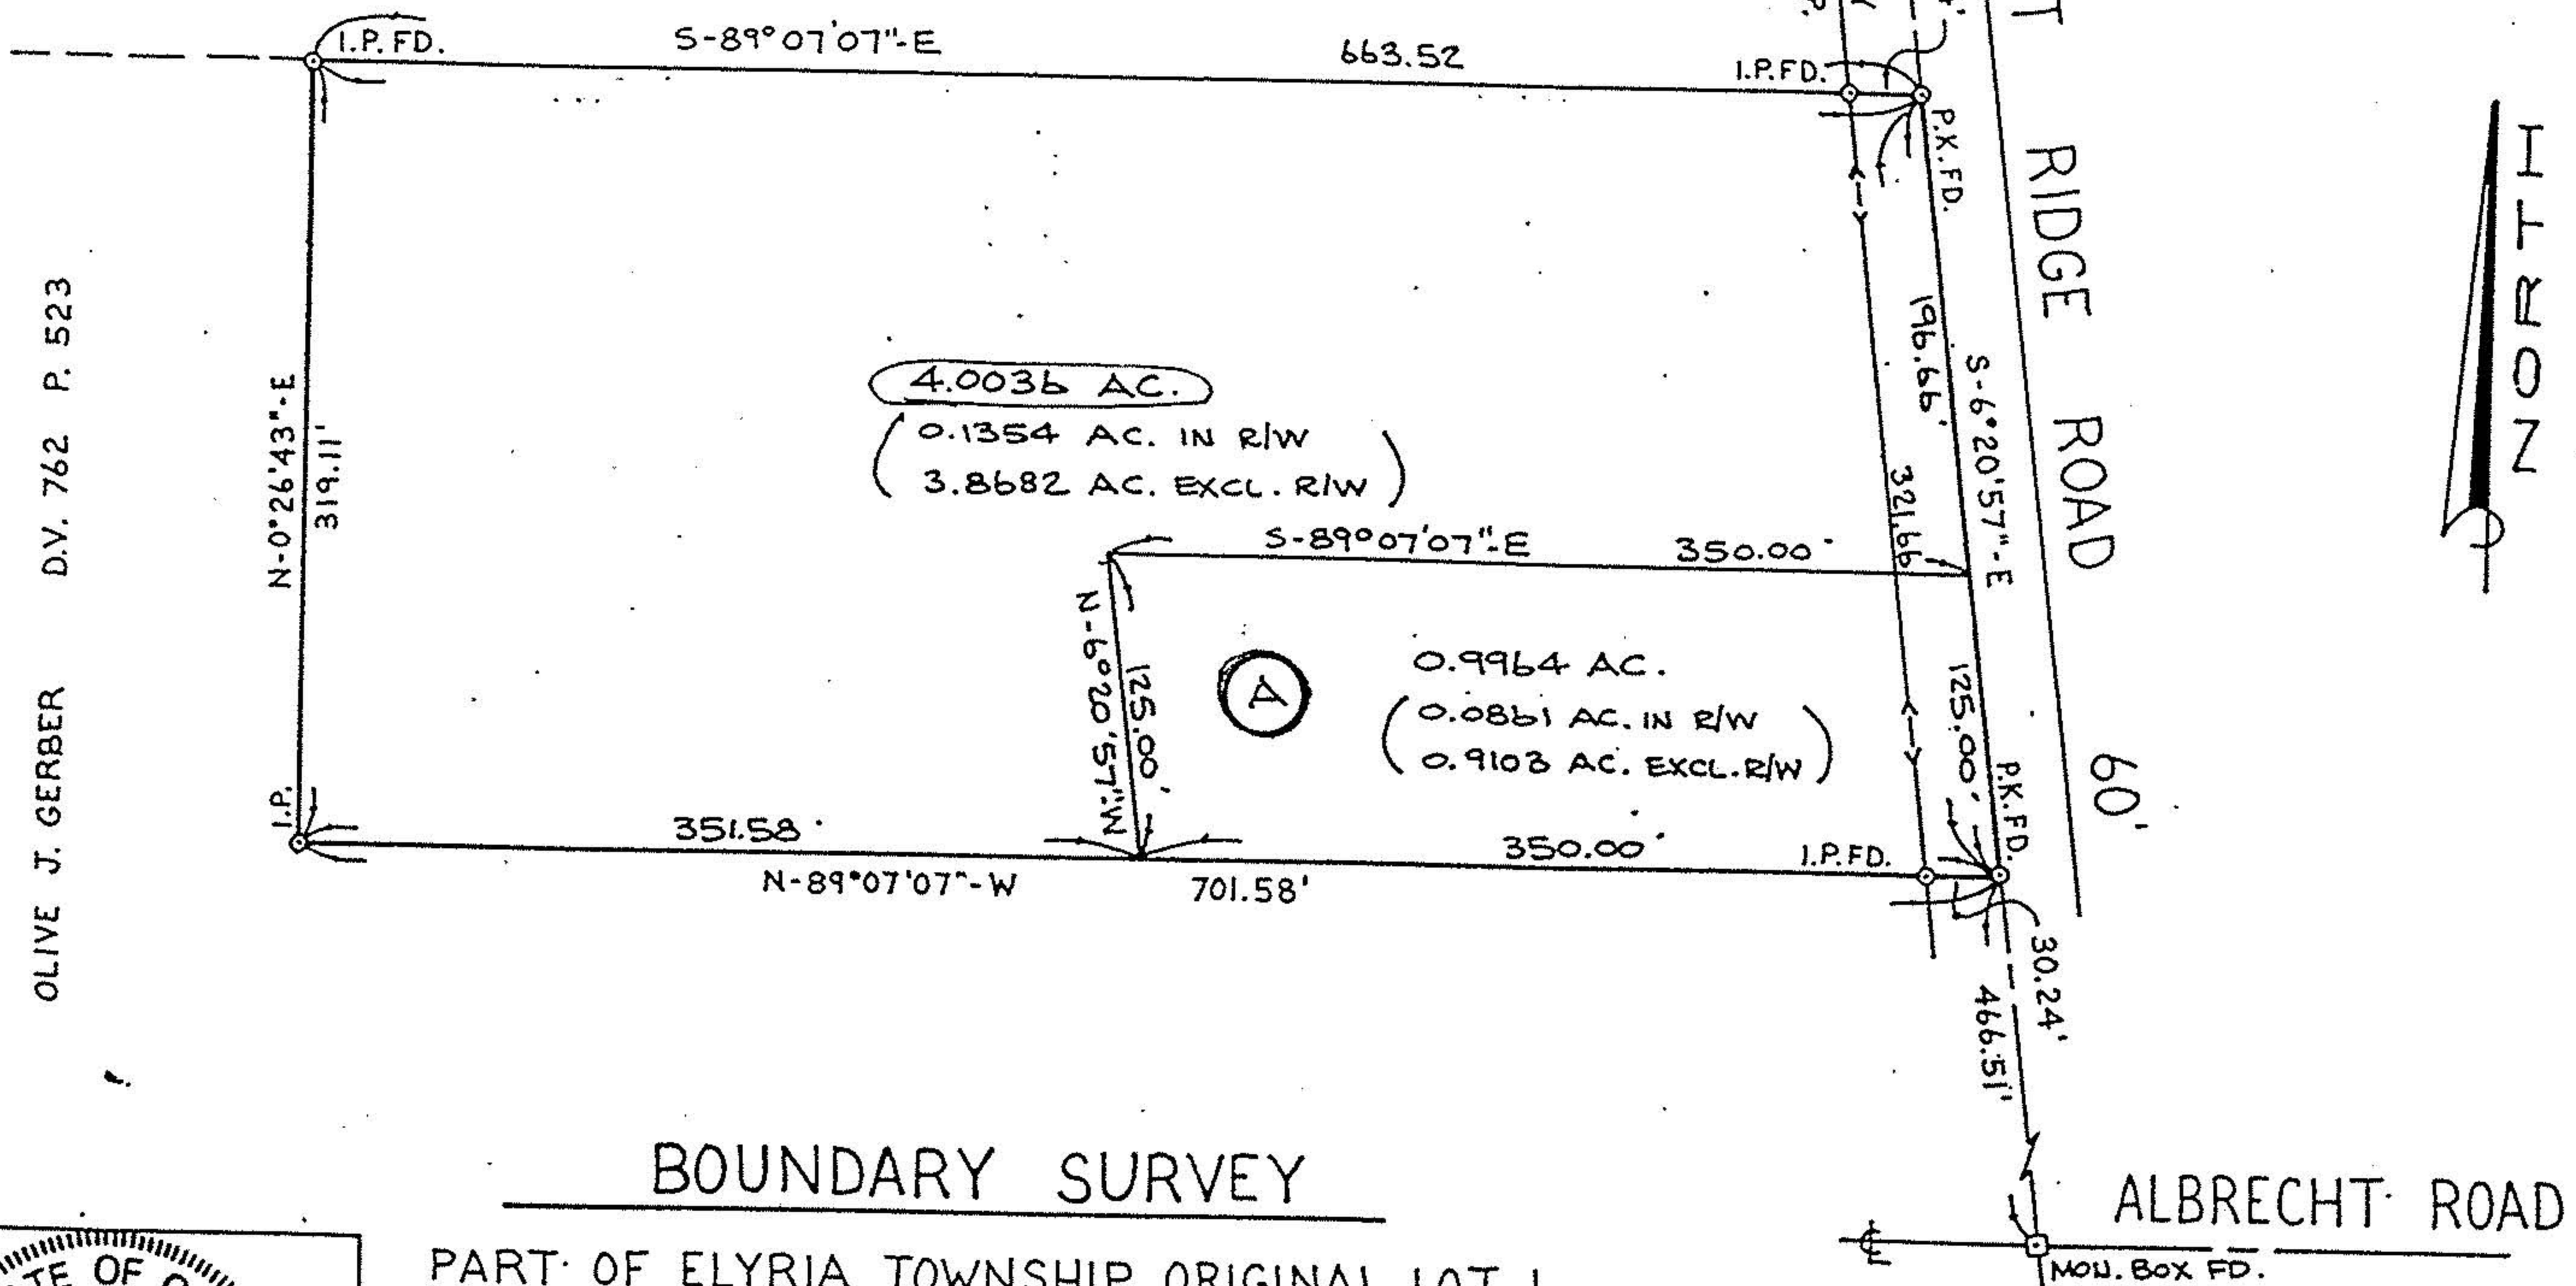 I.P. FD.
S-89°07'07"-E
663.52
I.P. FD.
P.K. FD.
RIDGE ROAD
60'
NORTH
D.V. 762 P. 523
OLIVE J. GERBER
N-0°26'43"-E
319.11'
4.0036 AC.
0.1354 AC. IN R/W
3.8682 AC. EXCL. R/W
196.66'
S-6°20'57"-E
321.66
S-89°07'07"-E
350.00'
N-6°20'57"-W
125.00'
A
0.9964 AC.
0.0861 AC. IN R/W
0.9103 AC. EXCL. R/W
125.00'
P.K. FD.
I.P.
351.58'
350.00'
I.P. FD.
N-89°07'07"-W
701.58'
30.24'
466.51'
BOUNDARY SURVEY
ALBRECHT ROAD
MON. BOX FD.
PART OF ELYRIA TOWNSHIP ORIGINAL LOT 1
OF